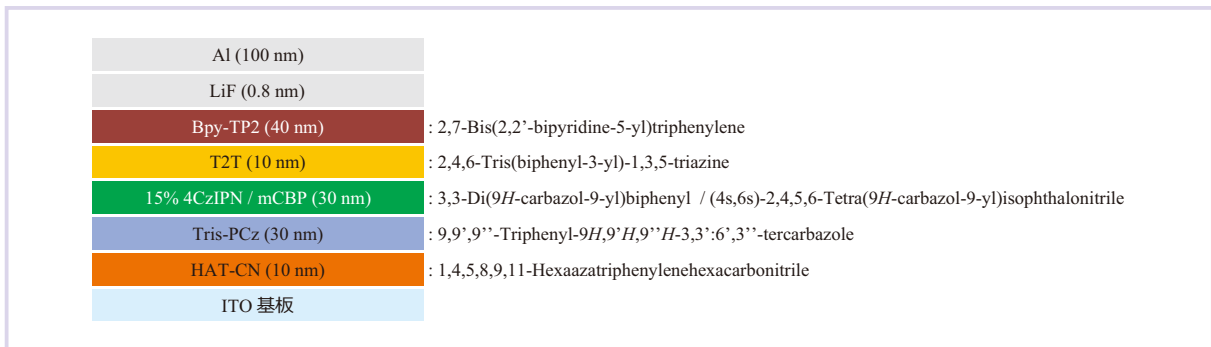 Al (100 nm)
LiF (0.8 nm)
Bpy-TP2 (40 nm) : 2,7-Bis(2,2’-bipyridine-5-yl)triphenylene
T2T (10 nm) : 2,4,6-Tris(biphenyl-3-yl)-1,3,5-triazine
15% 4CzIPN / mCBP (30 nm) : 3,3-Di(9H-carbazol-9-yl)biphenyl / (4s,6s)-2,4,5,6-Tetra(9H-carbazol-9-yl)isophthalonitrile
Tris-PCz (30 nm) : 9,9’,9’’-Triphenyl-9H,9’H,9’’H-3,3’:6’,3’’-tercarbazole
HAT-CN (10 nm) : 1,4,5,8,9,11-Hexaazatriphenylenehexacarbonitrile
ITO 基板